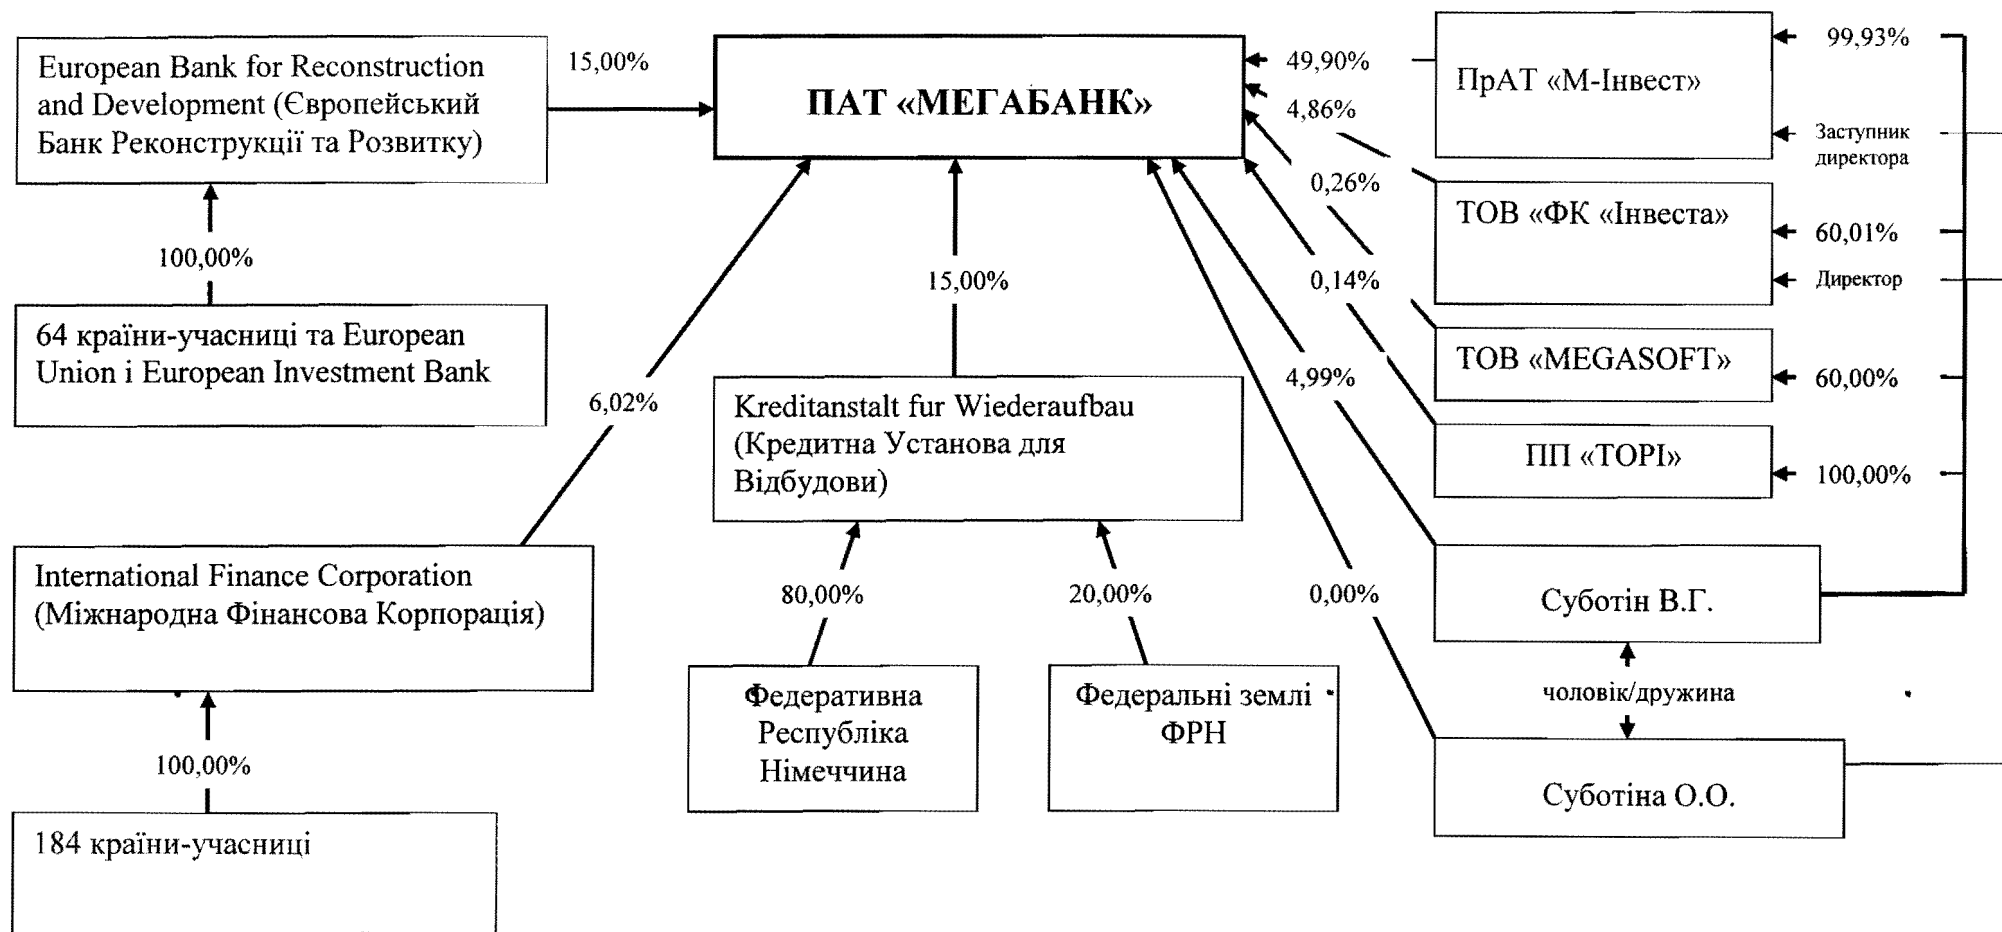 European Bank for Reconstruction
and Development (Європейський
Банк Реконструкції та Розвитку)
15,00%
ПАТ «МЕГАБАНК»
49,90%
4,86%
0,26%
0,14%
ПрАТ «М-Інвест»
99,93%
Заступник
директора
ТОВ «ФК «Інвеста»
60,01%
Директор
100,00%
15,00%
64 країни-учасниці та European
Union і European Investment Bank
ТОВ «MEGASOFT»
60,00%
4,99%
6,02%
Kreditanstalt fur Wiederaufbau
(Кредитна Установа для
Відбудови)
ПП «ТОРІ»
100,00%
International Finance Corporation
(Міжнародна Фінансова Корпорація)
80,00%
20,00%
0,00%
Суботін В.Г.
чоловік/дружина
Федеративна
Республіка
Німеччина
Федеральні землі
ФРН
100,00%
Суботіна О.О.
184 країни-учасниці